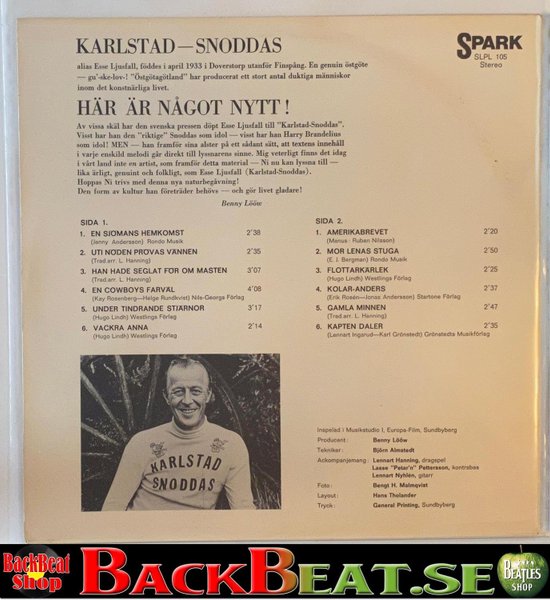 KARLSTAD—SNODDAS
alias Esse Ljusfall, föddes i april 1933 i Doverstorp utanför Finspång. En genuin östgöte
— gu'-ske-lov-! "Östgötagötland" har producerat ett stort antal duktiga människor
inom det konstnärliga livet.
HÄR ÄR NÅGOT NYTT!
Av vissa skäl har den svenska pressen döpt Esse Ljusfall till "Karlstad-Snoddas".
Visst har han den "riktige" Snoddas som idol — visst har han Harry Brandelius
som idol! MEN — han framför sina alster på ett sådant sätt, att textens innehåll
i varje enskild melodi går direkt till lyssnarens sinne. Mig veterligt finns det idag
i vårt land inte en artist, som framför detta material — Ni nu kan lyssna till —
lika ärligt, genuint och folkligt, som Esse Ljusfall (Karlstad-Snoddas).
Hoppas Ni trivs med denna nya naturbegåvning!
Den form av kultur han företräder behövs — och gör livet gladare!
Benny Lööw
SPARK
SLPL 105
Stereo
SIDA 1.
1. EN SJÖMANS HEMKOMST 2'38
(Jenny Andersson) Rondo Musik
2. UTI NÖDEN PRÖVAS VÄNNEN 2'35
(Trad.arr. L. Hanning)
3. HAN HADE SEGLAT FÖR OM MASTEN 3'07
(Trad.arr L. Hanning)
4. EN COWBOYS FARVÄL 4'08
(Kay Rosenberg—Helge Rundkvist) Nils-Georgs Förlag
5. UNDER TINDRANDE STJÄRNOR 3'17
(Hugo Lindh) Westlings Förlag
6. VACKRA ANNA 2'14
(Hugo Lindh) Westlings Förlag
SIDA 2.
1. AMERIKABREVET 2'20
(Manus: Ruben Nilsson)
2. MOR LENAS STUGA 2'50
(E. J. Bergman) Rondo Musik
3. FLOTTARKÄRLEK 2'25
(Hugo Lindh) Westlings Förlag
4. KOLAR-ANDERS 2'37
(Erik Rosén—Jonas Andersson) Startone Förlag
5. GAMLA MINNEN 2'47
(Trad.arr L. Hanning)
6. KAPTEN DALER 2'35
(Lennart Ingarud—Karl Grönstedt) Grönstedts Musikförlag
KARLSTAD
SNODDAS
Inspelad i Musikstudio I, Europa-Film, Sundbyberg
Producent: Benny Lööw
Tekniker: Björn Almstedt
Ackompanjemang: Lennart Hanning, dragspel
Lasse "Petar'n" Pettersson, kontrabas
Lennart Nyhlén, gitarr
Foto: Bengt H. Malmqvist
Layout: Hans Tholander
Tryck: General Printing, Sundbyberg
BackBeat Shop
BACKBEAT.SE
BEATLES SHOP